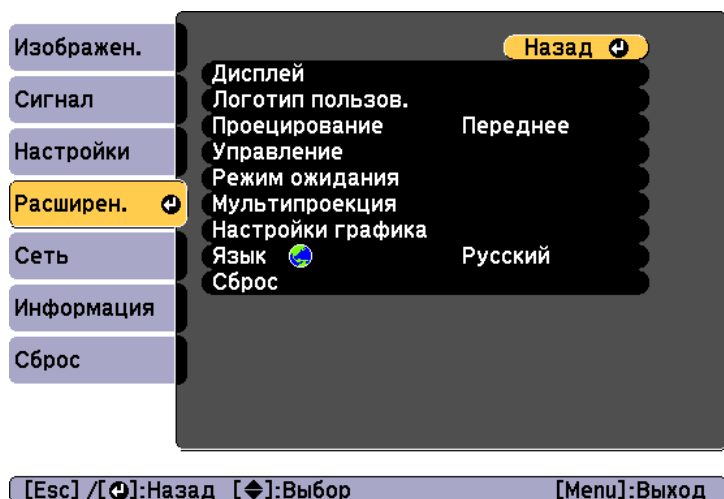 Изображен.
Сигнал
Настройки
Расширен.
Сеть
Информация
Сброс
Назад
Дисплей
Логотип пользов.
Проецирование Переднее
Управление
Режим ожидания
Мультипроекция
Настройки графика
Язык Русский
Сброс
[Esc] /[⏎]:Назад [◆]:Выбор [Menu]:Выход